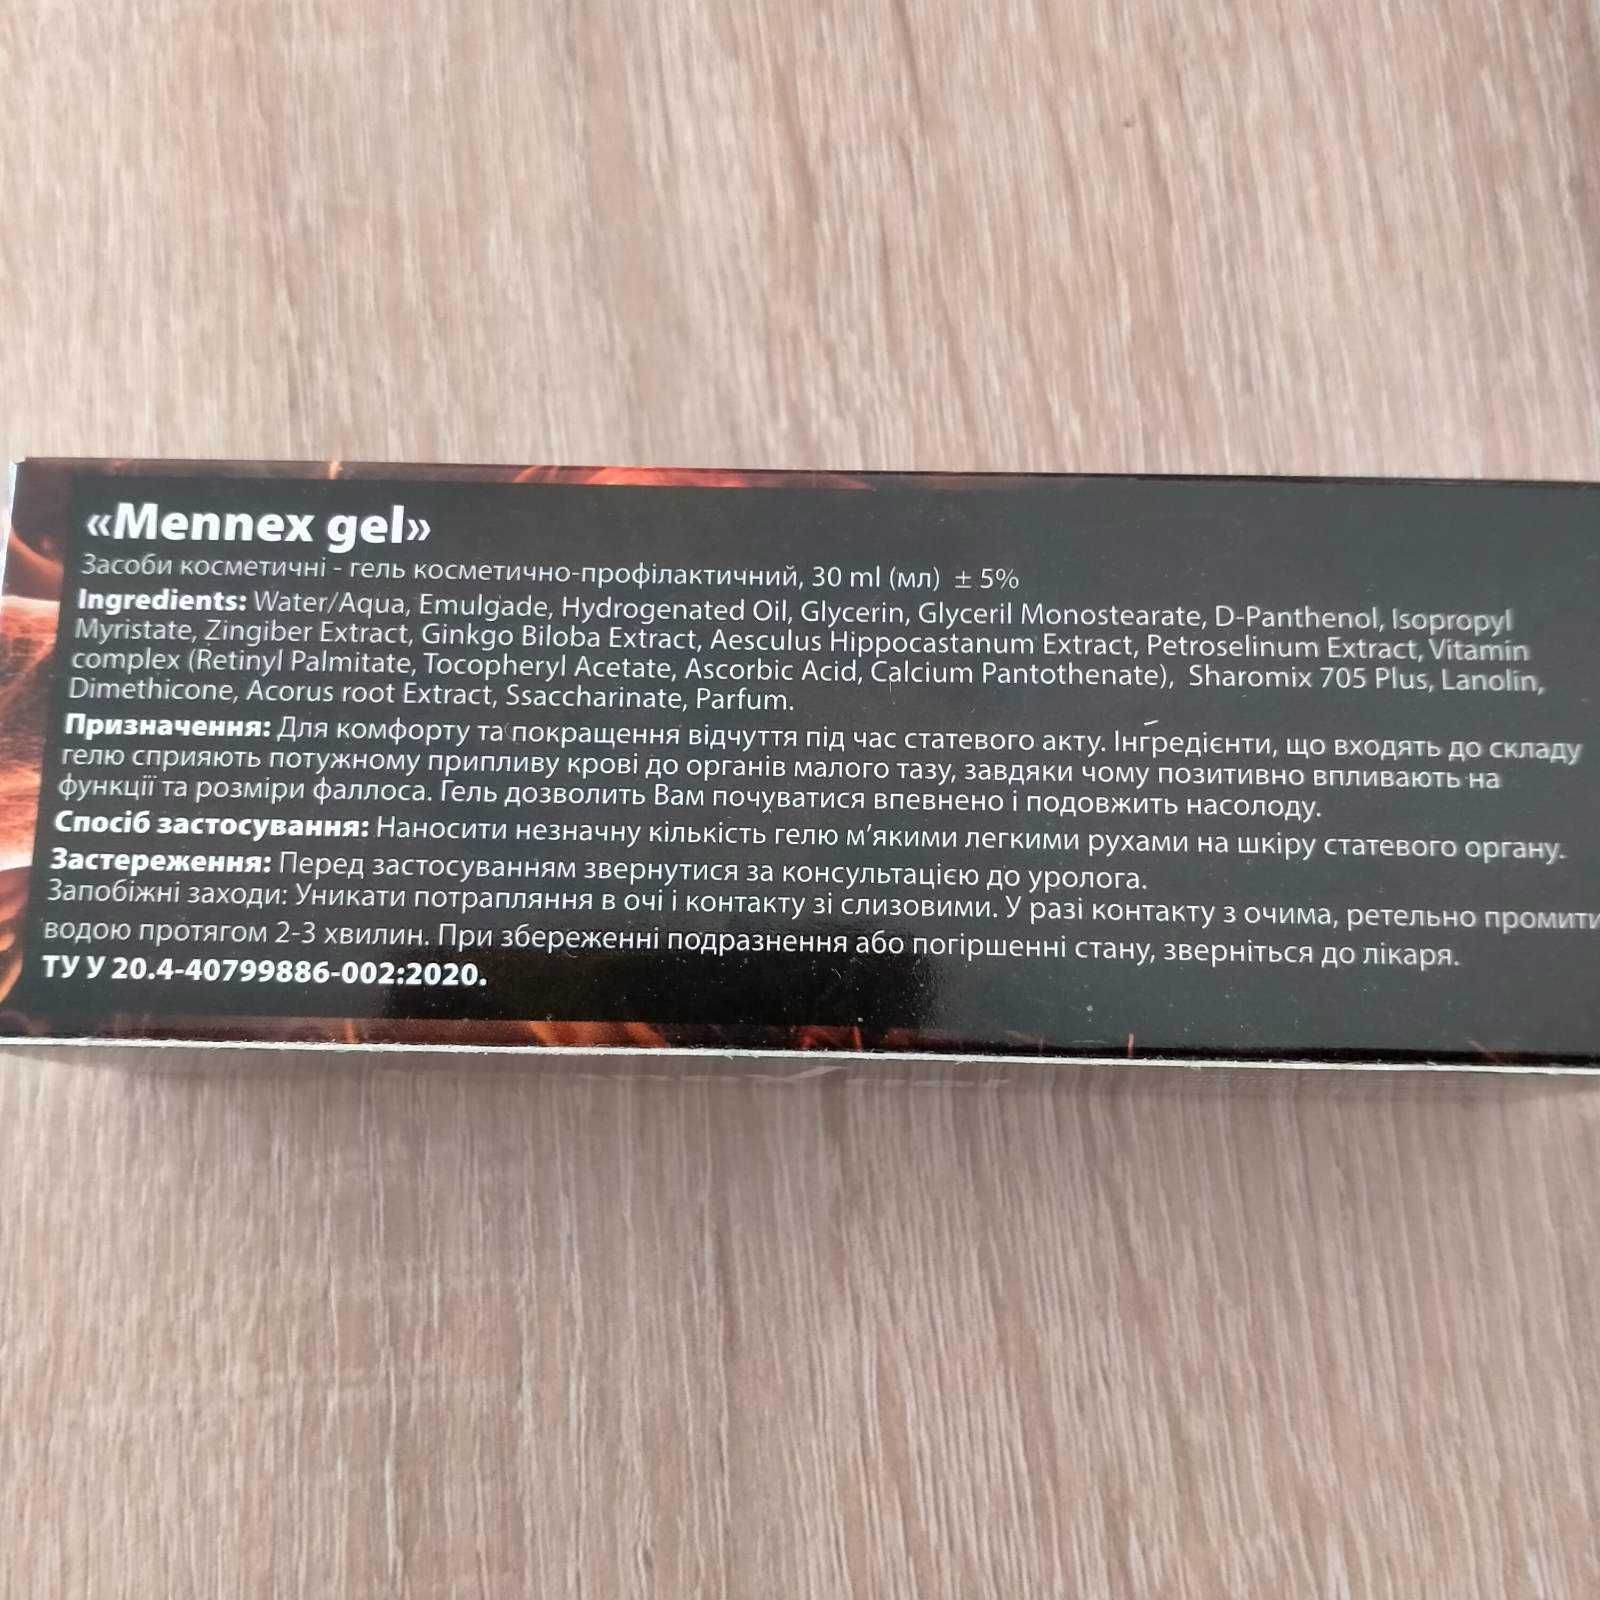 «Mennex gel»
Засоби косметичні - гель косметично-профілактичний, 30 ml (мл) ± 5%
Ingredients: Water/Aqua, Emulgade, Hydrogenated Oil, Glycerin, Glyceril Monostearate, D-Panthenol, Isopropyl
Myristate, Zingiber Extract, Ginkgo Biloba Extract, Aesculus Hippocastanum Extract, Petroselinum Extract, Vitamin
complex (Retinyl Palmitate, Tocopheryl Acetate, Ascorbic Acid, Calcium Pantothenate), Sharomix 705 Plus, Lanolin,
Dimethicone, Acorus root Extract, Ssaccharinate, Parfum.
Призначення: Для комфорту та покращення відчуття під час статевого акту. Інгредієнти, що входять до складу
гелю сприяють потужному припливу крові до органів малого тазу, завдяки чому позитивно впливають на
функції та розміри фаллоса. Гель дозволить Вам почуватися впевнено і подовжить насолоду.
Спосіб застосування: Наносити незначну кількість гелю м’якими легкими рухами на шкіру статевого органу.
Застереження: Перед застосуванням звернутися за консультацією до уролога.
Запобіжні заходи: Уникати потрапляння в очі і контакту зі слизовими. У разі контакту з очима, ретельно промити
водою протягом 2-3 хвилин. При збереженні подразнення або погіршенні стану, зверніться до лікаря.
ТУ У 20.4-40799886-002:2020.